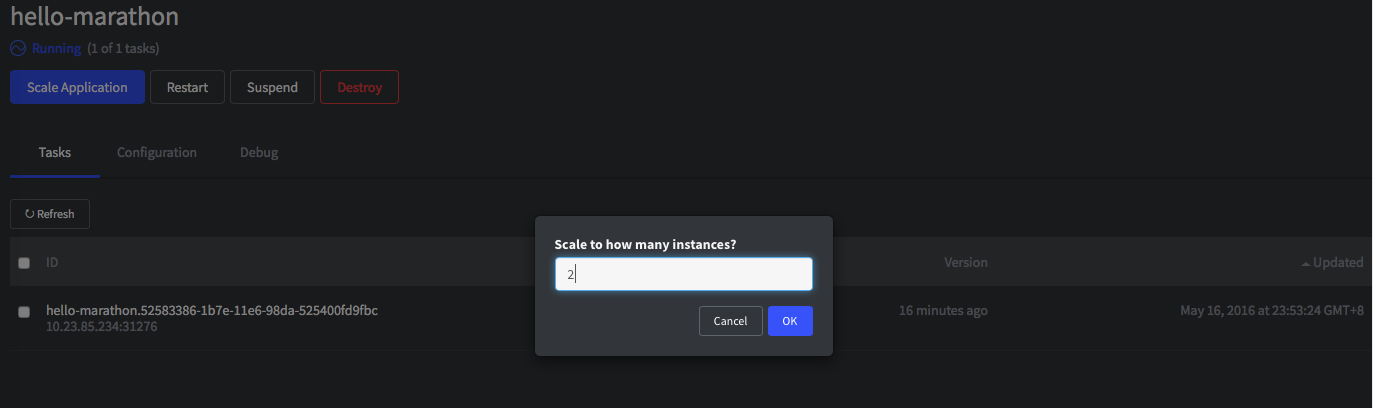 hello-marathon
Running (1 of 1 tasks)
Scale Application Restart Suspend Destroy
Tasks Configuration Debug
Refresh
Scale to how many instances?
2
Cancel OK
ID Version Updated
hello-marathon.52583386-1b7e-11e6-98da-525400fd9fbc 16 minutes ago May 16, 2016 at 23:53:24 GMT+8
10.23.85.234:31276